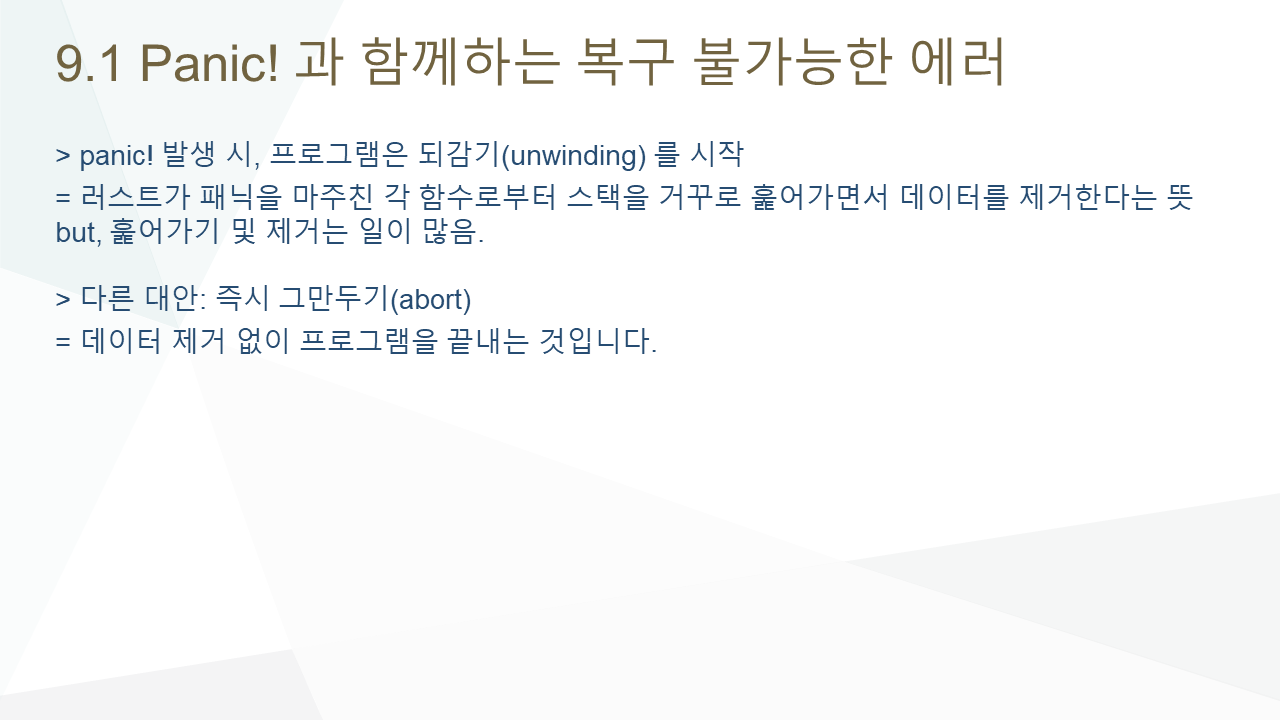 9.1 Panic! 과 함께하는 복구 불가능한 에러
> panic! 발생 시, 프로그램은 되감기(unwinding) 를 시작
= 러스트가 패닉을 마주친 각 함수로부터 스택을 거꾸로 훑어가면서 데이터를 제거한다는 뜻
but, 훑어가기 및 제거는 일이 많음.
> 다른 대안: 즉시 그만두기(abort)
= 데이터 제거 없이 프로그램을 끝내는 것입니다.